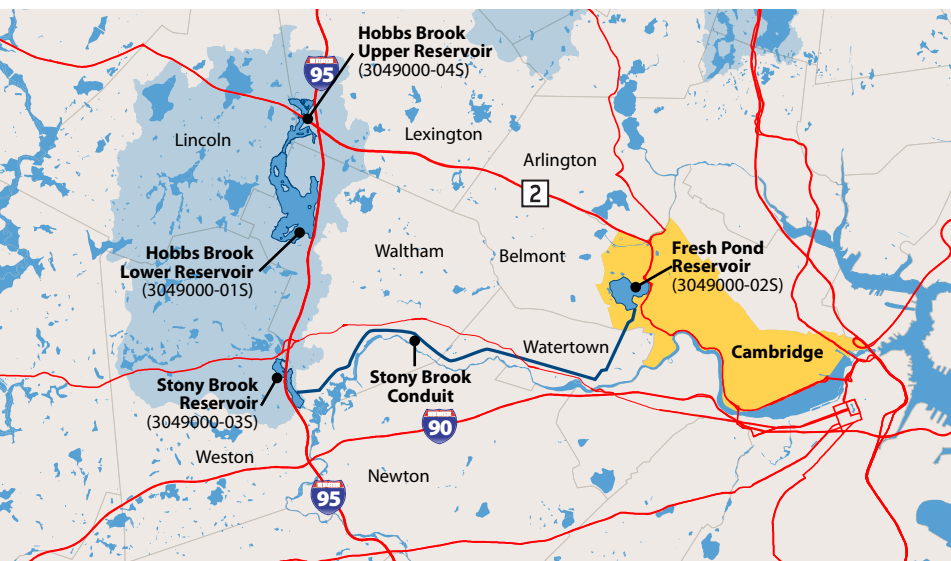 Hobbs Brook
Upper Reservoir
(3049000-04S)
95
Lincoln
Lexington
Arlington
2
Hobbs Brook
Lower Reservoir
(3049000-01S)
Waltham
Belmont
Fresh Pond
Reservoir
(3049000-02S)
Watertown
Cambridge
Stony Brook
Reservoir
(3049000-03S)
Stony Brook
Conduit
90
Weston
Newton
95